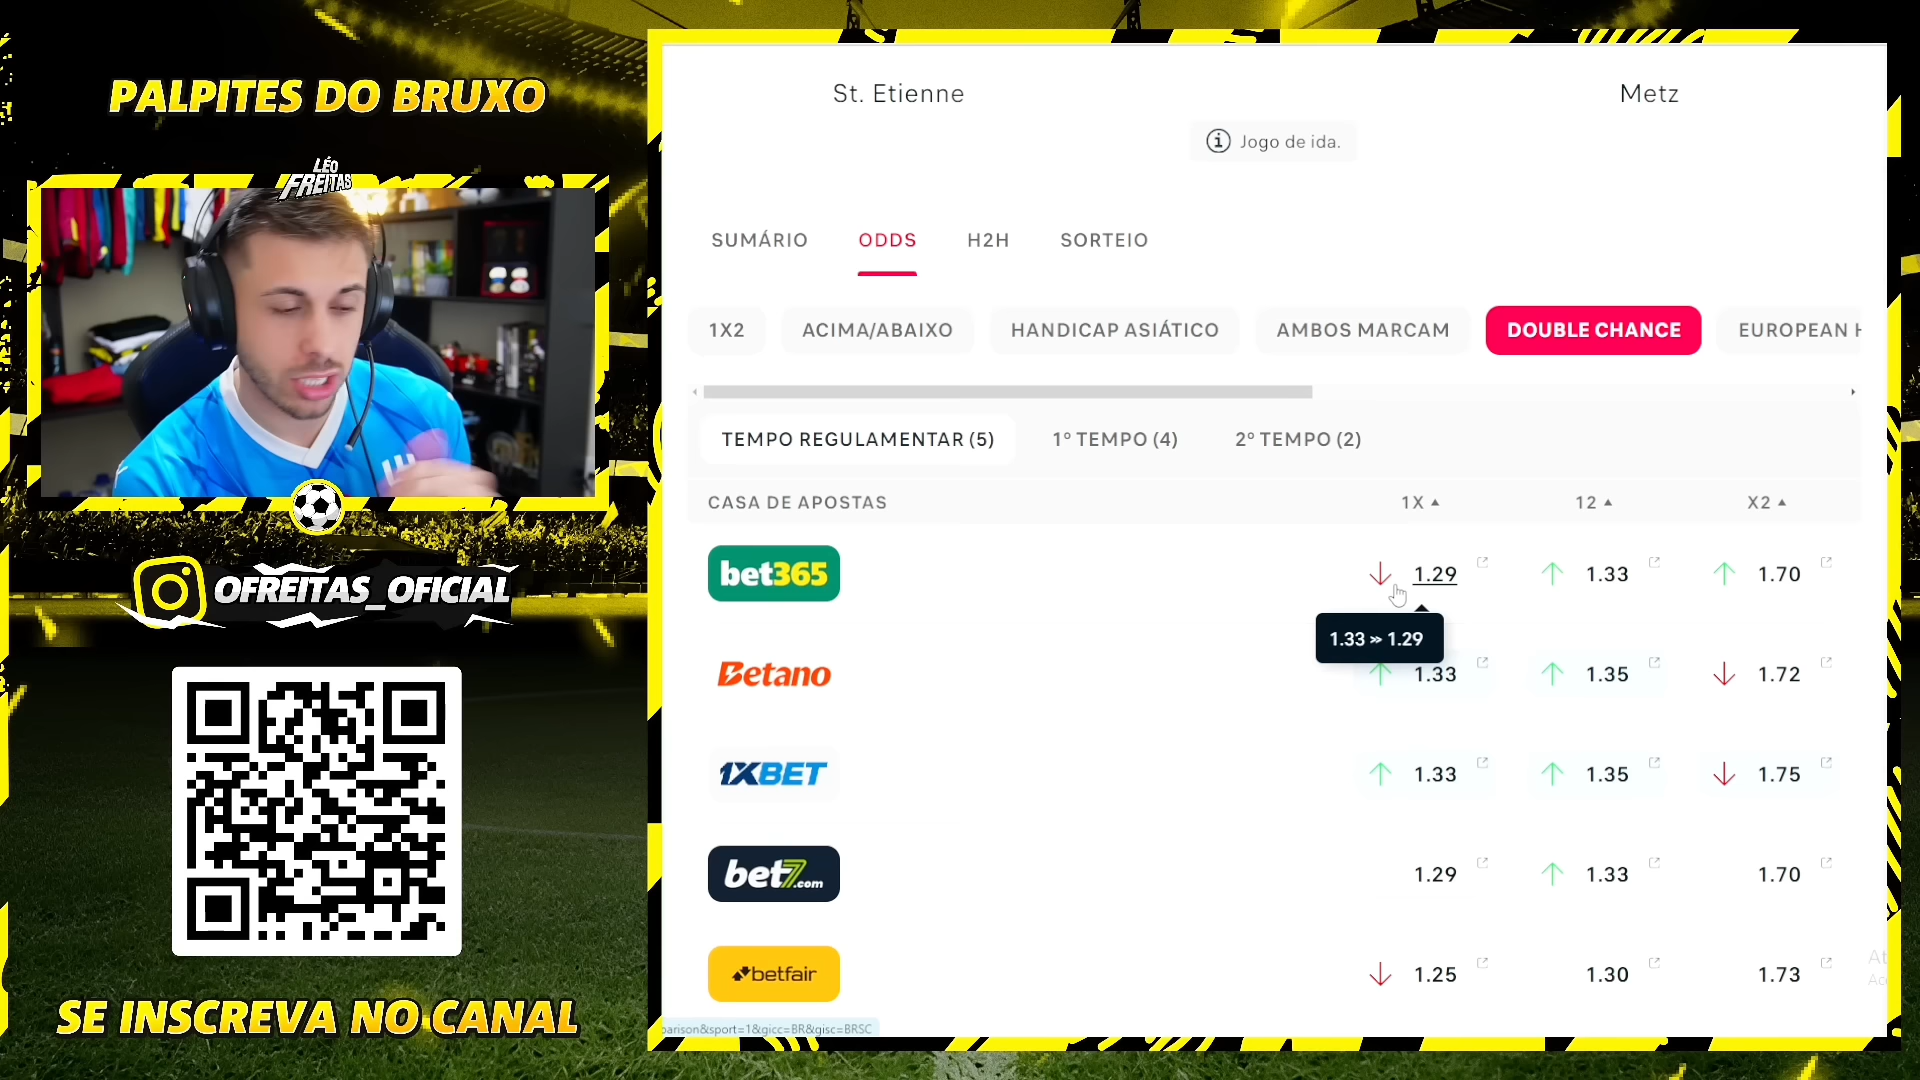 PALPITES DO BRUXO
LÉO
FREITAS
OFREITAS_OFICIAL
SE INSCREVA NO CANAL
St. Etienne
Metz
Jogo de ida.
SUMÁRIO ODDS H2H SORTEIO
1X2 ACIMA/ABAIXO HANDICAP ASIÁTICO AMBOS MARCAM DOUBLE CHANCE EUROPEAN H
TEMPO REGULAMENTAR (5) 1º TEMPO (4) 2º TEMPO (2)
CASA DE APOSTAS 1X 12 X2
bet365 1.29 1.33 1.70
1.33 » 1.29
Betano 1.33 1.35 1.72
1XBET 1.33 1.35 1.75
bet7.com 1.29 1.33 1.70
betfair 1.25 1.30 1.73
parison&sport=1&gicc=BR&gisc=BRSC